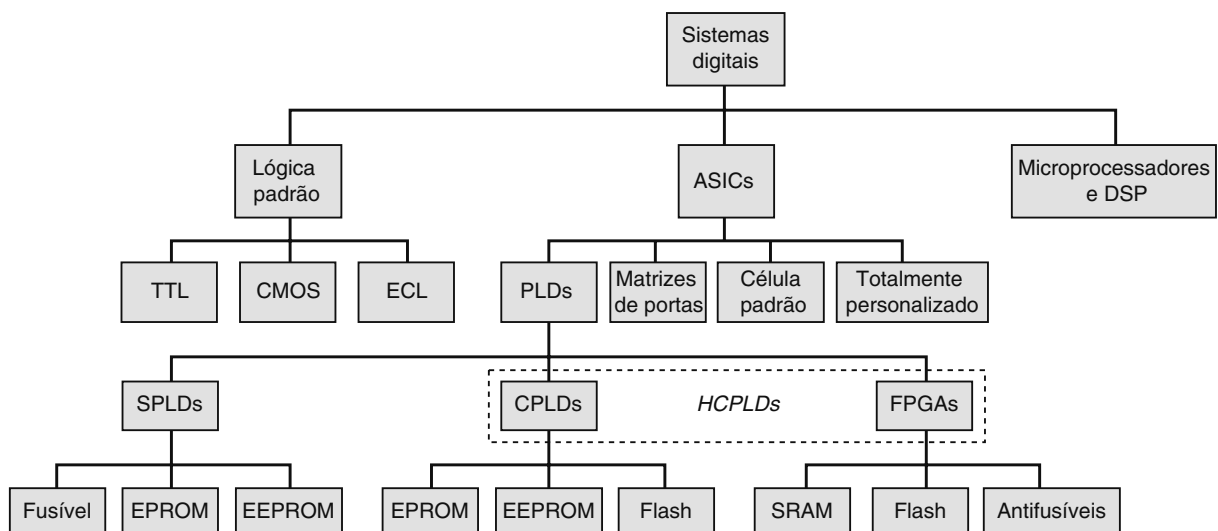 Sistemas
digitais
Lógica
padrão
ASICs
Microprocessadores
e DSP
TTL
CMOS
ECL
PLDs
Matrizes
de portas
Célula
padrão
Totalmente
personalizado
SPLDs
CPLDs
HCPLDs
FPGAs
Fusível
EPROM
EEPROM
EPROM
EEPROM
Flash
SRAM
Flash
Antifusíveis